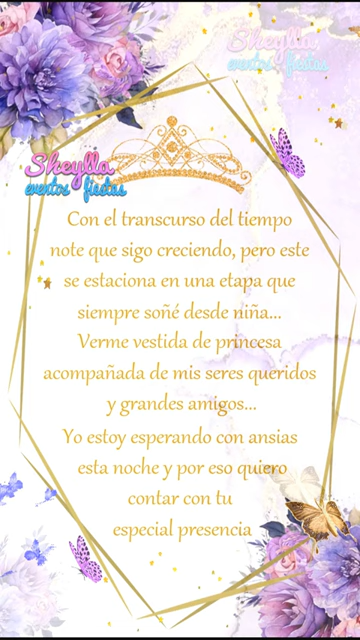 Sheylla
eventos fiestas
Sheylla
eventos fiestas
Con el transcurso del tiempo
note que sigo creciendo, pero este
se estaciona en una etapa que
siempre soñé desde niña...
Verme vestida de princesa
acompañada de mis seres queridos
y grandes amigos...
Yo estoy esperando con ansias
esta noche y por eso quiero
contar con tu
especial presencia